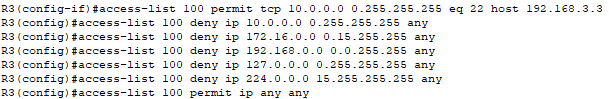 R3(config-if)#access-list 100 permit tcp 10.0.0.0 0.255.255.255 eq 22 host 192.168.3.3
R3(config)#access-list 100 deny ip 10.0.0.0 0.255.255.255 any
R3(config)#access-list 100 deny ip 172.16.0.0 0.15.255.255 any
R3(config)#access-list 100 deny ip 192.168.0.0 0.0.255.255 any
R3(config)#access-list 100 deny ip 127.0.0.0 0.255.255.255 any
R3(config)#access-list 100 deny ip 224.0.0.0 15.255.255.255 any
R3(config)#access-list 100 permit ip any any